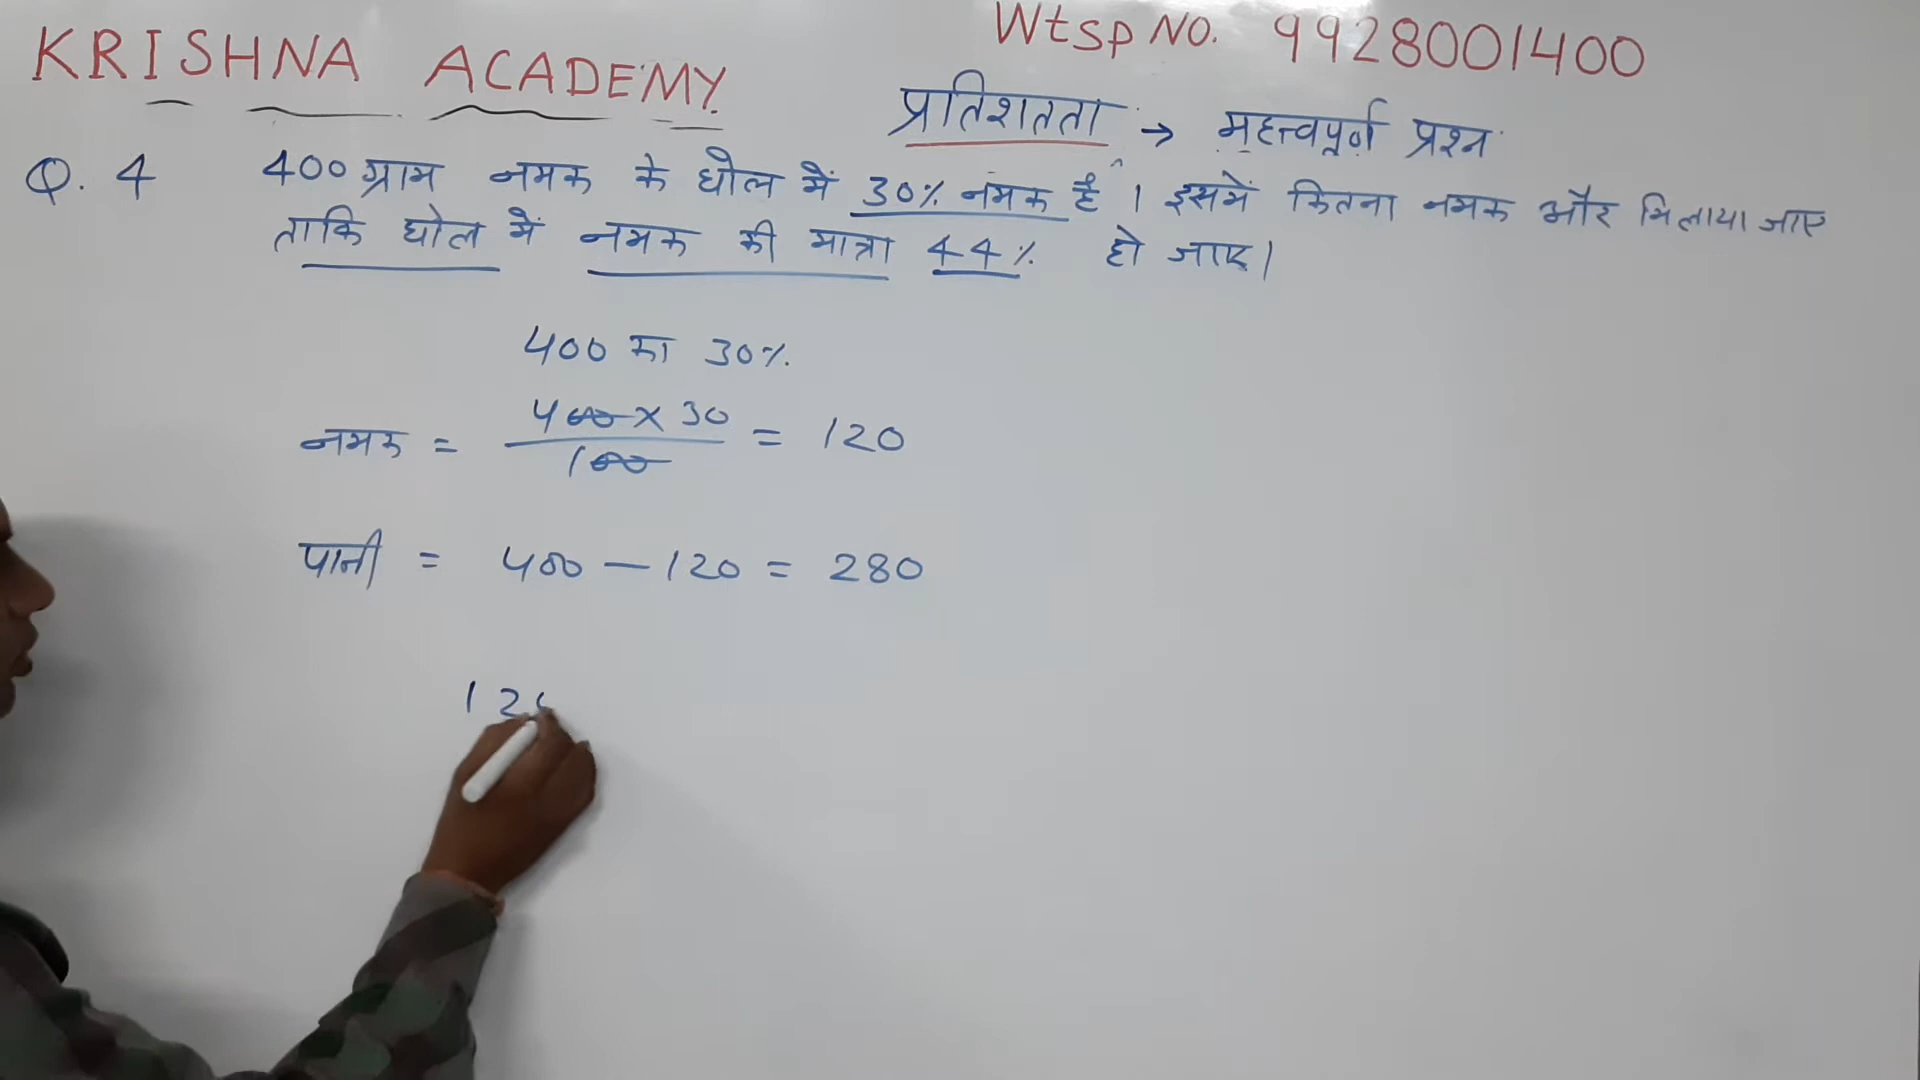 KRISHNA ACADEMY
Wtsp NO. 9928001400
प्रतिशतता → महत्त्वपूर्ण प्रश्न
Q. 4 400 ग्राम नमक के घोल में 30% नमक है । इसमें कितना नमक और मिलाया जाए
ताकि घोल में नमक की मात्रा 44% हो जाए।
400 का 30%
नमक = 400 x 30 / 100 = 120
पानी = 400 - 120 = 280
12